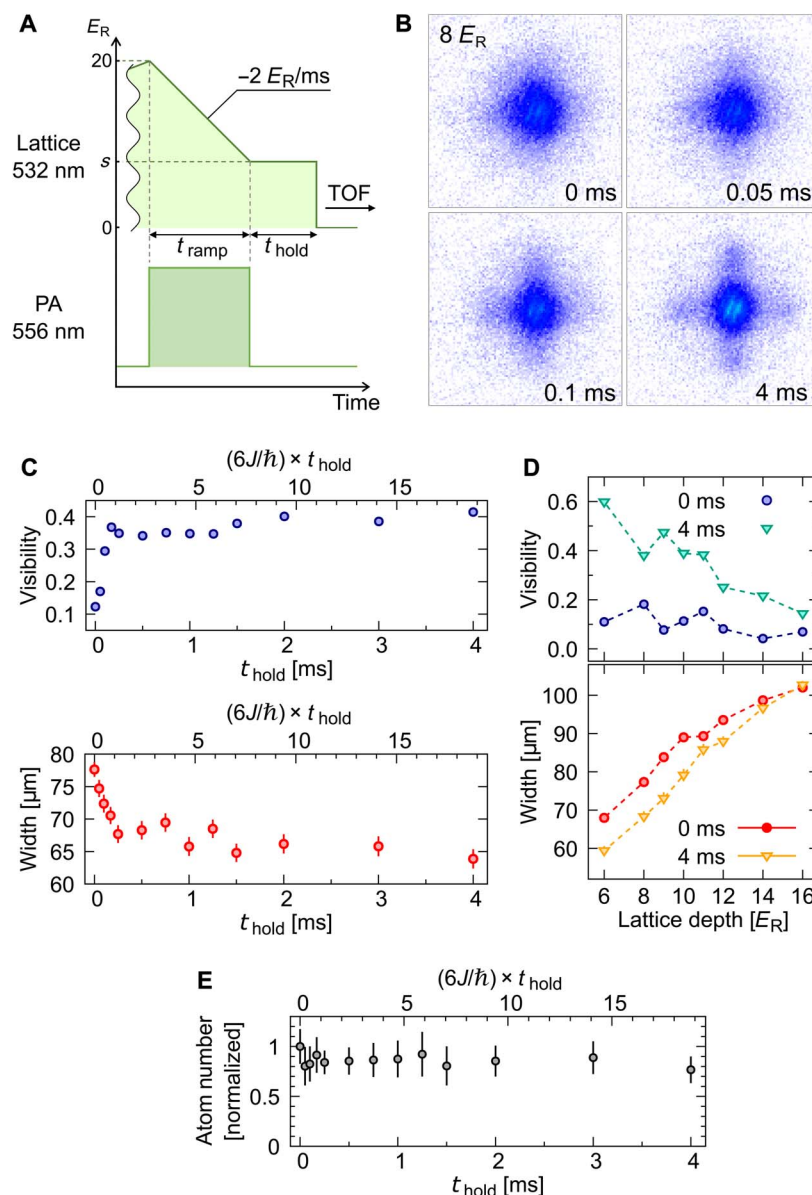 A
E_R
20
−2 E_R/ms
Lattice
532 nm
s
TOF
0
t_ramp
t_hold
PA
556 nm
Time
B
8 E_R
0 ms
0.05 ms
0.1 ms
4 ms
C
(6J/ℏ) × t_hold
0 5 10 15
0.4
0.3
0.2
0.1
Visibility
0 1 2 3 4
t_hold [ms]
(6J/ℏ) × t_hold
0 5 10 15
80
75
70
65
60
Width [µm]
0 1 2 3 4
t_hold [ms]
D
0.6
0.4
0.2
0.0
Visibility
0 ms
4 ms
100
90
80
70
60
Width [µm]
0 ms
4 ms
6 8 10 12 14 16
Lattice depth [E_R]
E
(6J/ℏ) × t_hold
0 5 10 15
1
0.5
0
Atom number
[normalized]
0 1 2 3 4
t_hold [ms]